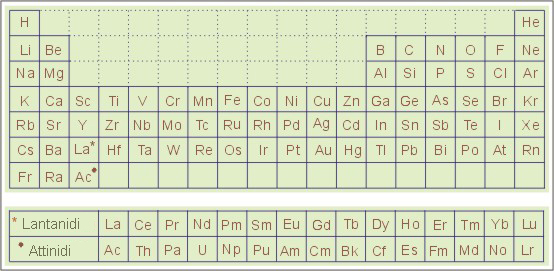 H He
Li Be B C N O F Ne
Na Mg Al Si P S Cl Ar
K Ca Sc Ti V Cr Mn Fe Co Ni Cu Zn Ga Ge As Se Br Kr
Rb Sr Y Zr Nb Mo Tc Ru Rh Pd Ag Cd In Sn Sb Te I Xe
Cs Ba La* Hf Ta W Re Os Ir Pt Au Hg Tl Pb Bi Po At Rn
Fr Ra Ac•
* Lantanidi La Ce Pr Nd Pm Sm Eu Gd Tb Dy Ho Er Tm Yb Lu
• Attinidi Ac Th Pa U Np Pu Am Cm Bk Cf Es Fm Md No Lr